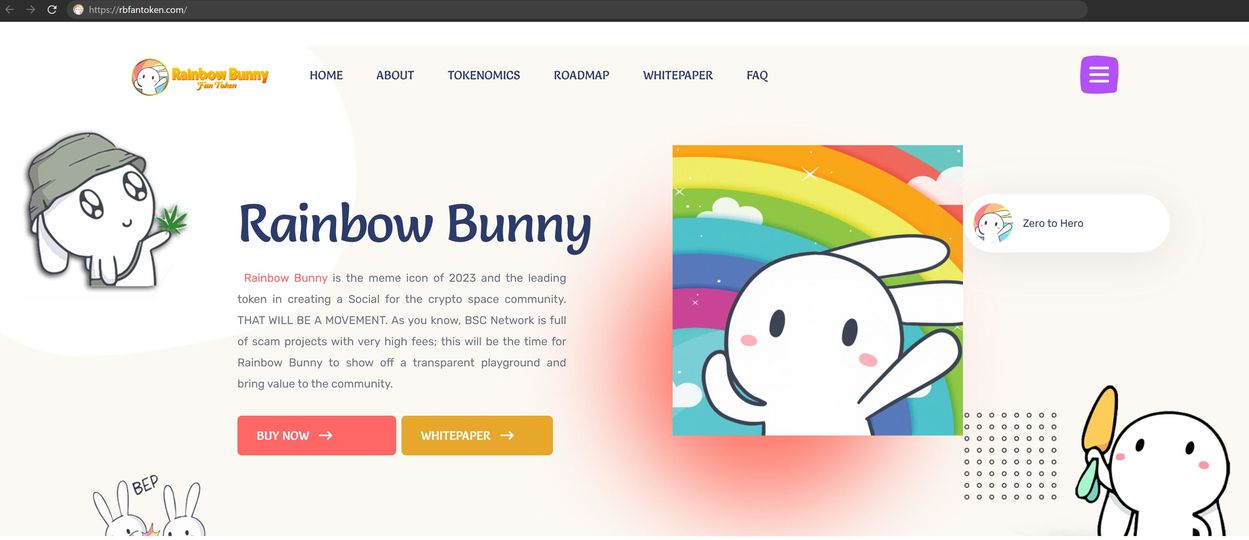 https://rbfantoken.com/
Rainbow Bunny
Fan Token
HOME ABOUT TOKENOMICS ROADMAP WHITEPAPER FAQ
Zero to Hero
Rainbow Bunny
Rainbow Bunny is the meme icon of 2023 and the leading
token in creating a Social for the crypto space community.
THAT WILL BE A MOVEMENT. As you know, BSC Network is full
of scam projects with very high fees; this will be the time for
Rainbow Bunny to show off a transparent playground and
bring value to the community.
BUY NOW → WHITEPAPER →
BEP